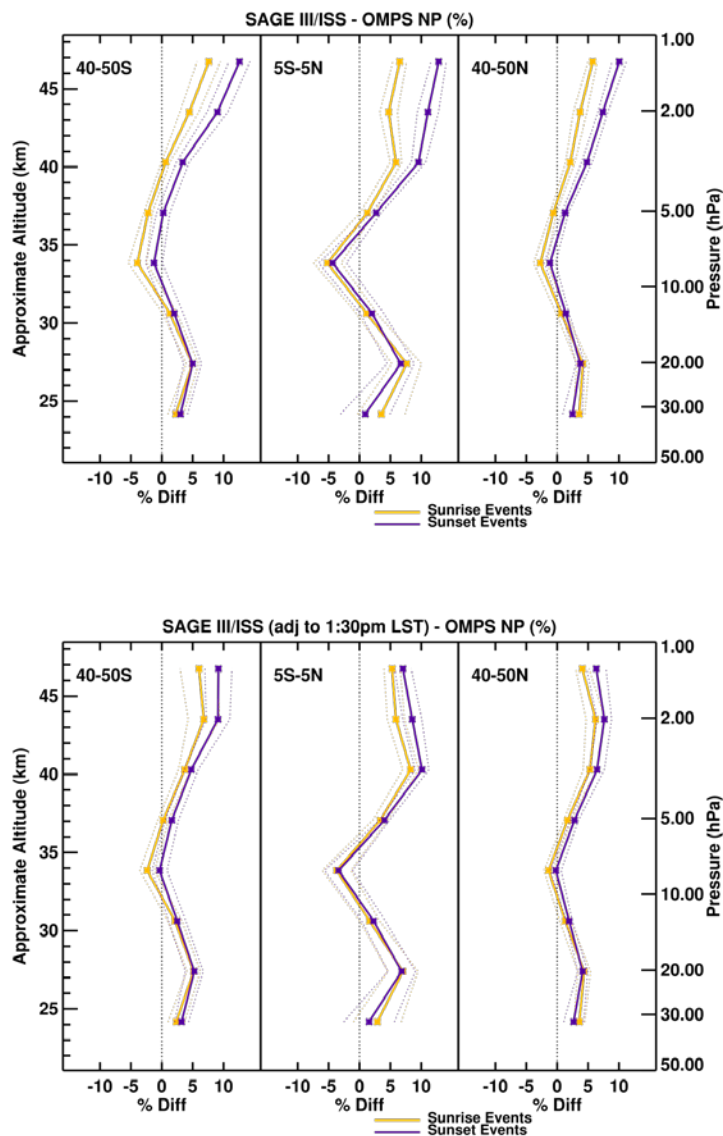 SAGE III/ISS - OMPS NP (%)
40-50S
5S-5N
40-50N
Approximate Altitude (km)
45
40
35
30
25
1.00
2.00
5.00
10.00
20.00
30.00
50.00
Pressure (hPa)
-10 -5 0 5 10 -10 -5 0 5 10 -10 -5 0 5 10
% Diff % Diff % Diff
Sunrise Events
Sunset Events
SAGE III/ISS (adj to 1:30pm LST) - OMPS NP (%)
40-50S
5S-5N
40-50N
Approximate Altitude (km)
45
40
35
30
25
1.00
2.00
5.00
10.00
20.00
30.00
50.00
Pressure (hPa)
-10 -5 0 5 10 -10 -5 0 5 10 -10 -5 0 5 10
% Diff % Diff % Diff
Sunrise Events
Sunset Events